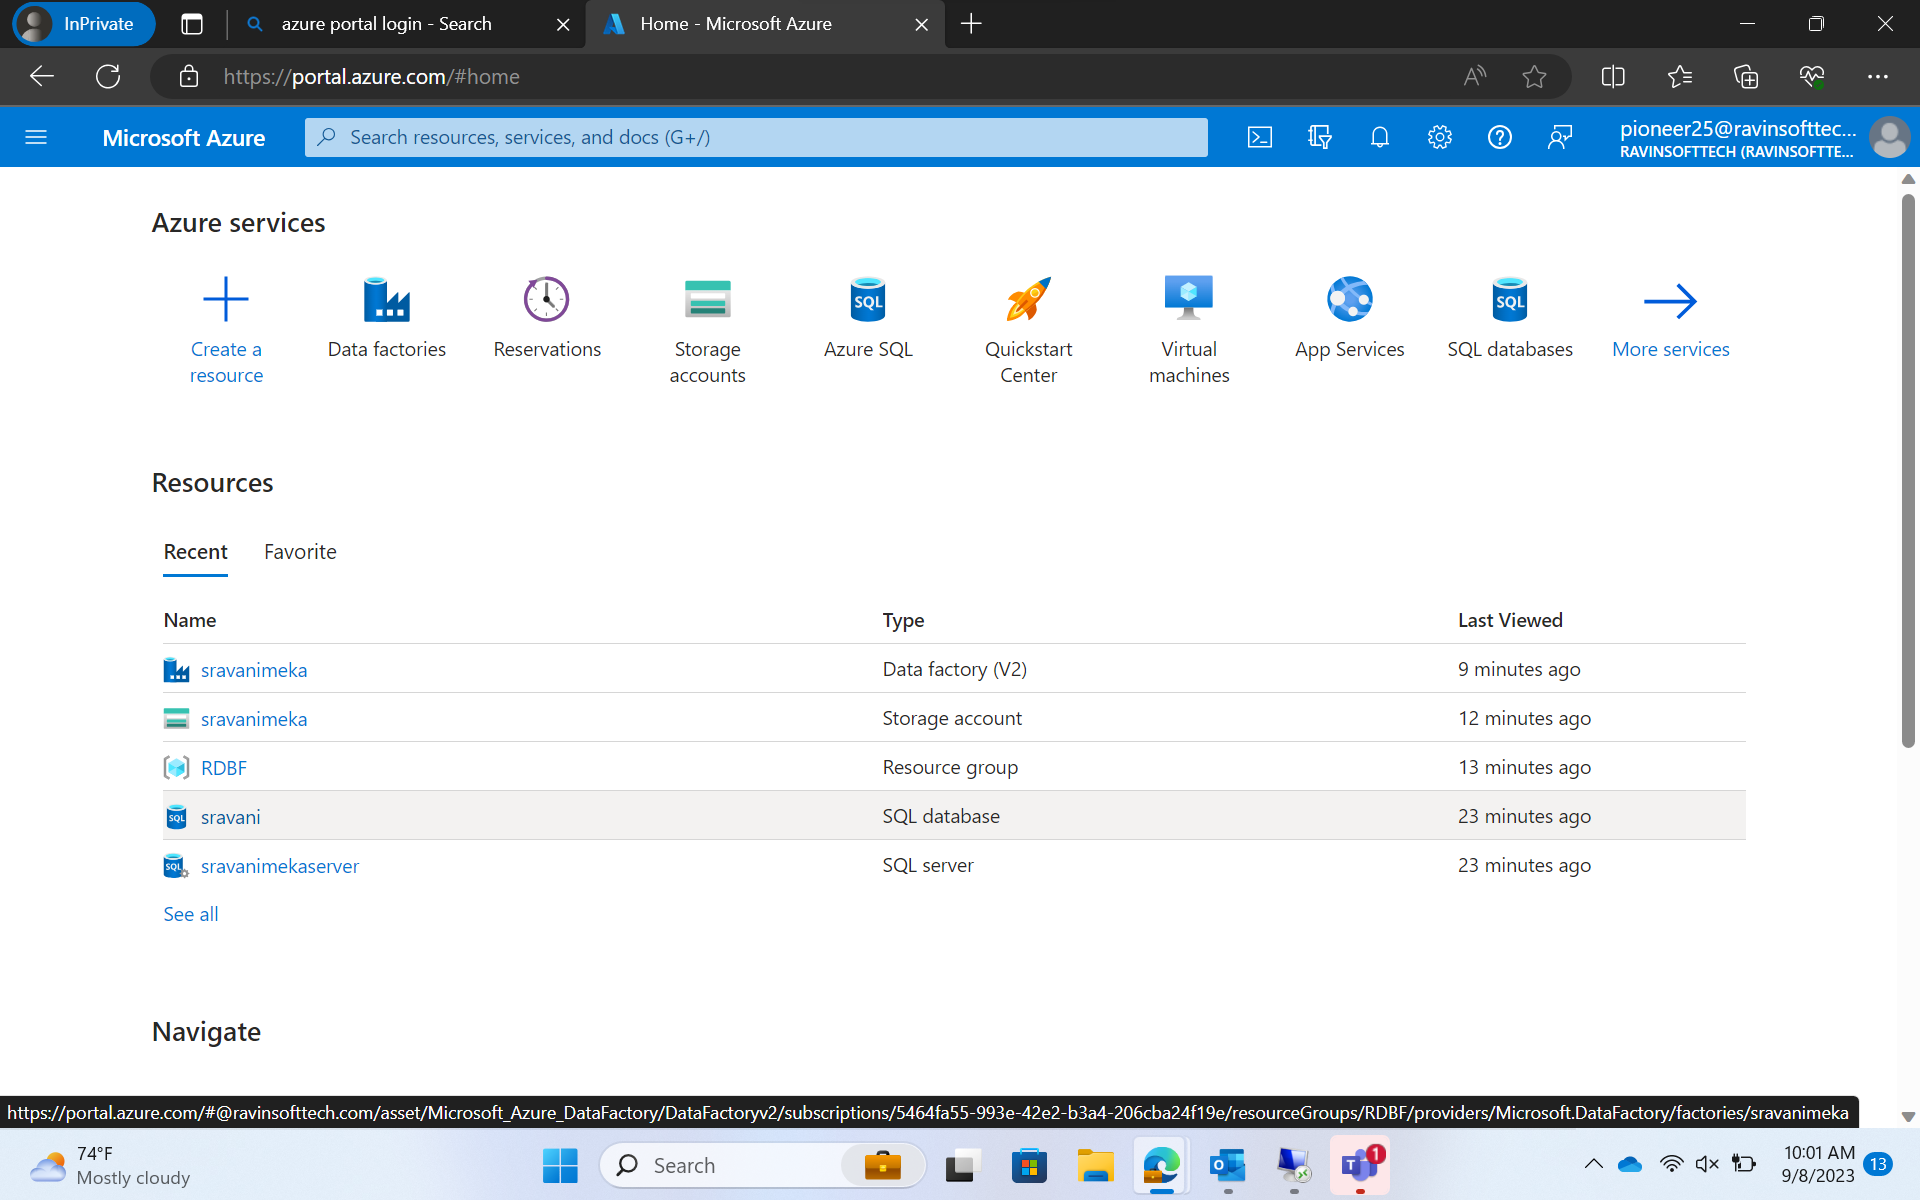 InPrivate
azure portal login - Search
Home - Microsoft Azure
https://portal.azure.com/#home
Microsoft Azure
Search resources, services, and docs (G+/)
pioneer25@ravinsofttec...
RAVINSOFTTECH (RAVINSOFTTE...
Azure services
Create a resource
Data factories
Reservations
Storage accounts
Azure SQL
Quickstart Center
Virtual machines
App Services
SQL databases
More services
Resources
Recent Favorite
Name Type Last Viewed
sravanimeka Data factory (V2) 9 minutes ago
sravanimeka Storage account 12 minutes ago
RDBF Resource group 13 minutes ago
sravani SQL database 23 minutes ago
sravanimekaserver SQL server 23 minutes ago
See all
Navigate
https://portal.azure.com/#@ravinsofttech.com/asset/Microsoft_Azure_DataFactory/DataFactoryv2/subscriptions/5464fa55-993e-42e2-b3a4-206cba24f19e/resourceGroups/RDBF/providers/Microsoft.DataFactory/factories/sravanimeka
74°F
Mostly cloudy
Search
1
10:01 AM
9/8/2023
13